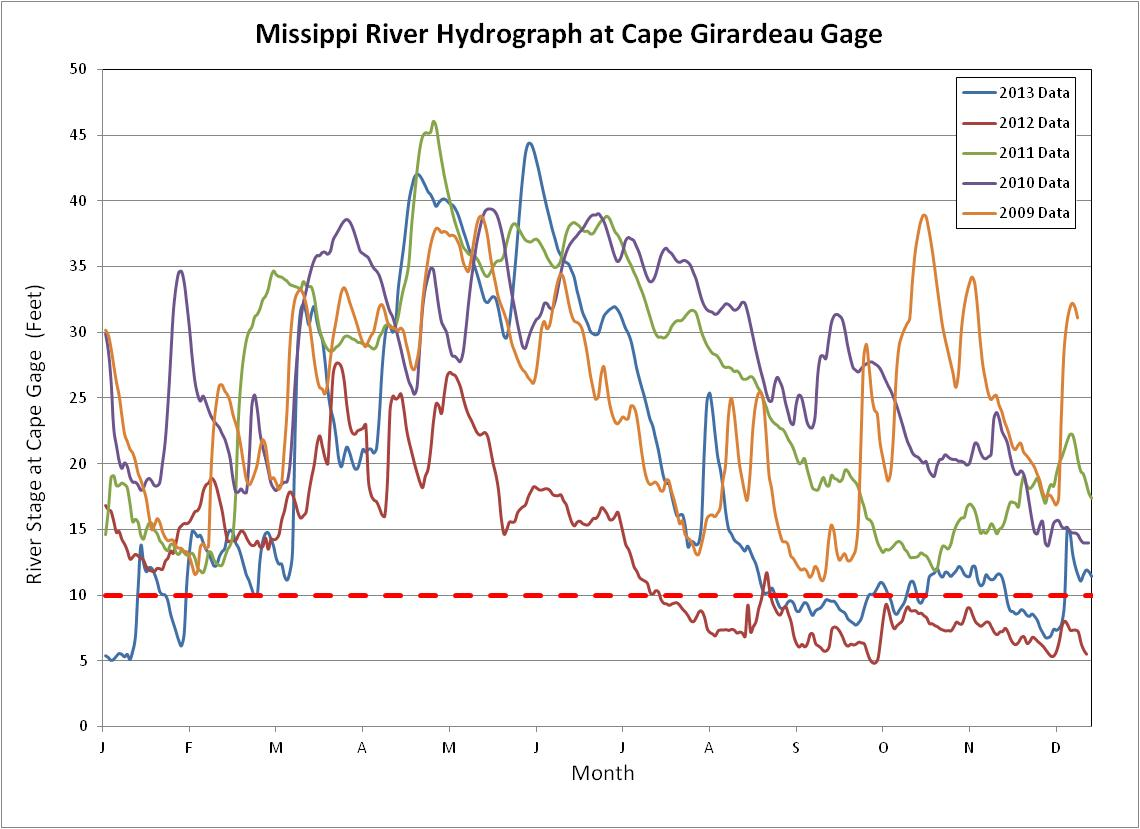 Missippi River Hydrograph at Cape Girardeau Gage
50
45
40
35
30
25
20
15
10
5
0
River Stage at Cape Gage (Feet)
2013 Data
2012 Data
2011 Data
2010 Data
2009 Data
J F M A M J J A S O N D
Month